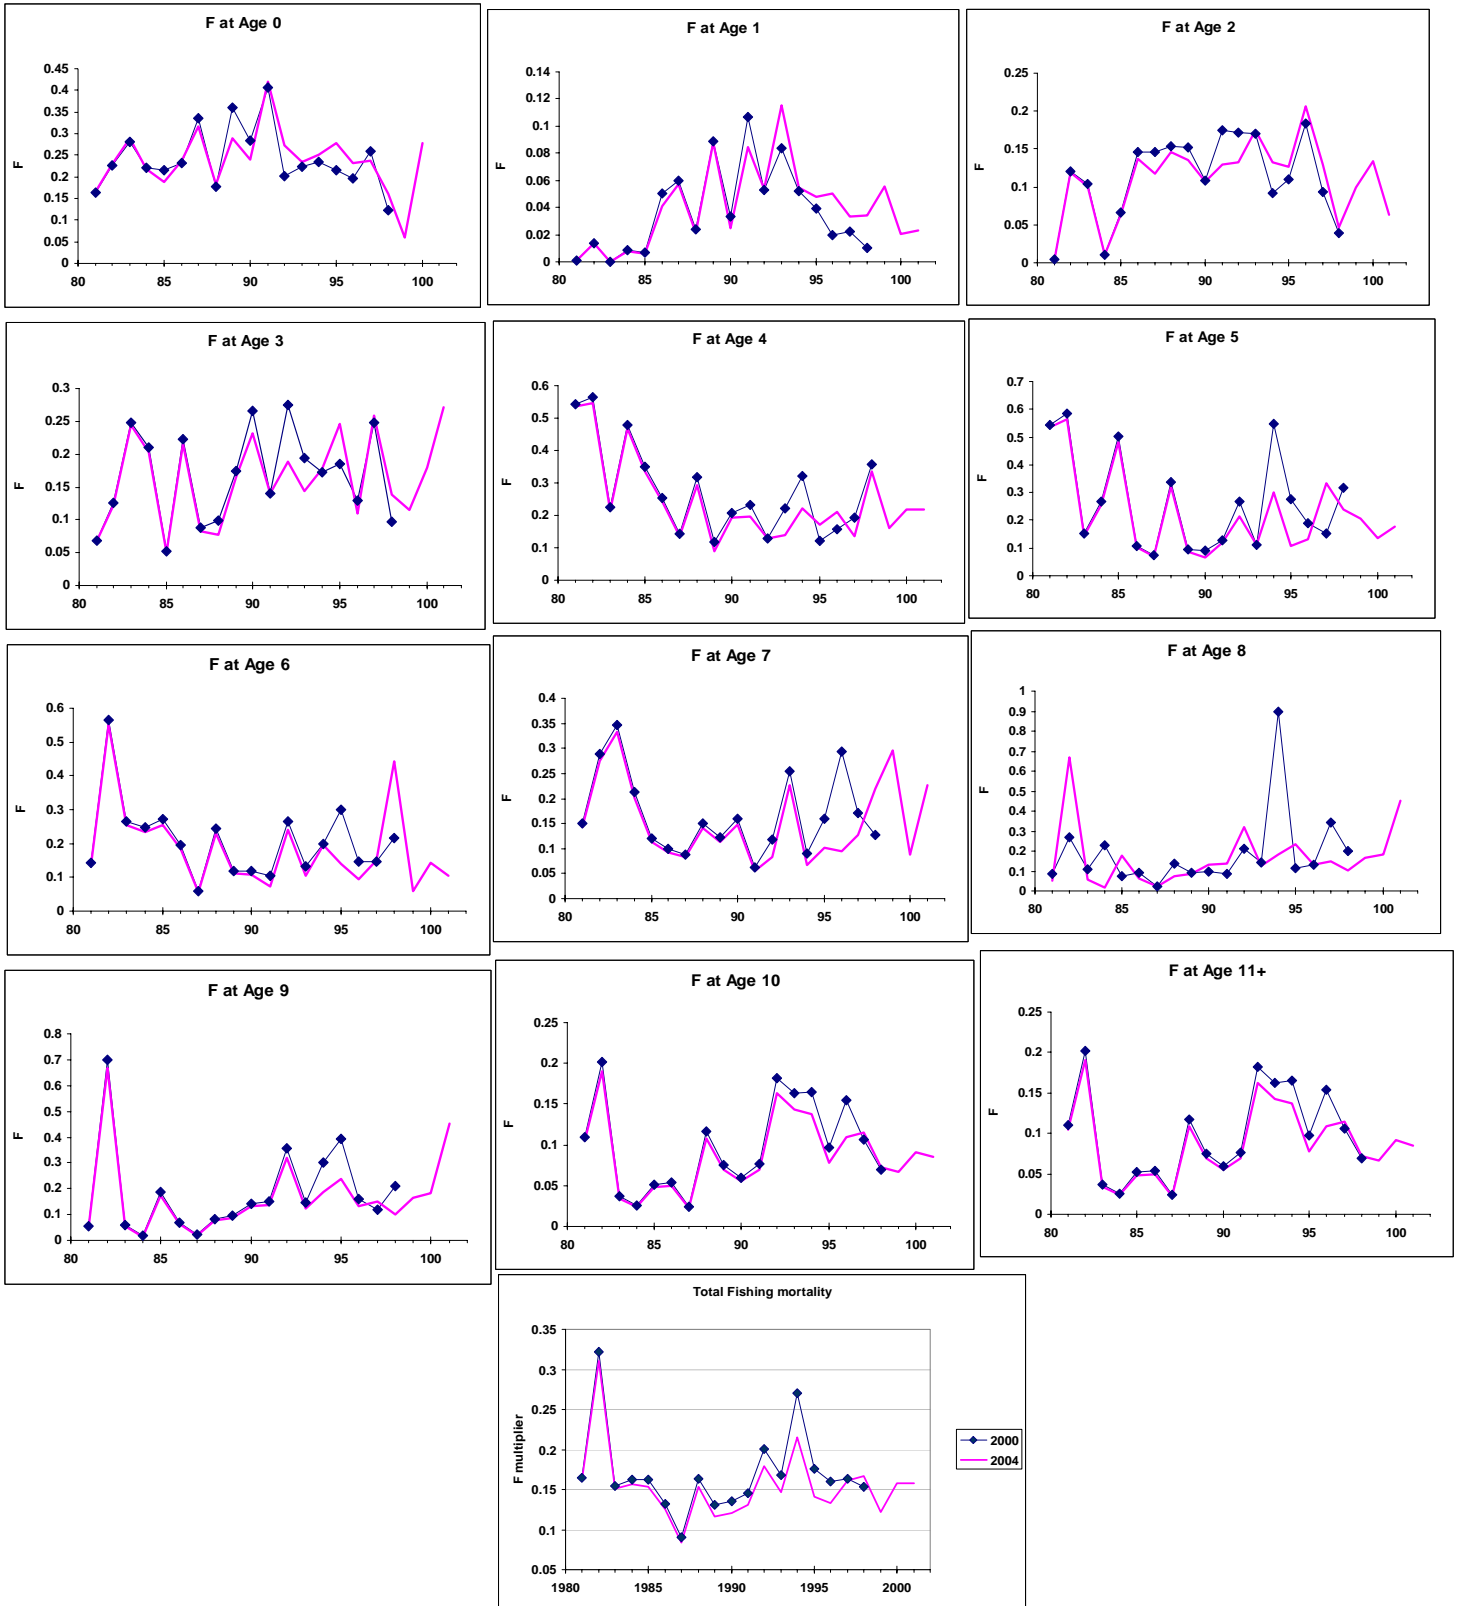 F at Age 0
0.45
0.4
0.35
0.3
0.25
0.2
0.15
0.1
0.05
0
F
80 85 90 95 100
F at Age 1
0.14
0.12
0.1
0.08
0.06
0.04
0.02
0
F
80 85 90 95 100
F at Age 2
0.25
0.2
0.15
0.1
0.05
0
F
80 85 90 95 100
F at Age 3
0.3
0.25
0.2
0.15
0.1
0.05
0
F
80 85 90 95 100
F at Age 4
0.6
0.5
0.4
0.3
0.2
0.1
0
F
80 85 90 95 100
F at Age 5
0.7
0.6
0.5
0.4
0.3
0.2
0.1
0
F
80 85 90 95 100
F at Age 6
0.6
0.5
0.4
0.3
0.2
0.1
0
F
80 85 90 95 100
F at Age 7
0.4
0.35
0.3
0.25
0.2
0.15
0.1
0.05
0
F
80 85 90 95 100
F at Age 8
1
0.9
0.8
0.7
0.6
0.5
0.4
0.3
0.2
0.1
0
F
80 85 90 95 100
F at Age 9
0.8
0.7
0.6
0.5
0.4
0.3
0.2
0.1
0
F
80 85 90 95 100
F at Age 10
0.25
0.2
0.15
0.1
0.05
0
F
80 85 90 95 100
F at Age 11+
0.25
0.2
0.15
0.1
0.05
0
F
80 85 90 95 100
Total Fishing mortality
0.35
0.3
0.25
0.2
0.15
0.1
0.05
F multiplier
1980 1985 1990 1995 2000
2000
2004